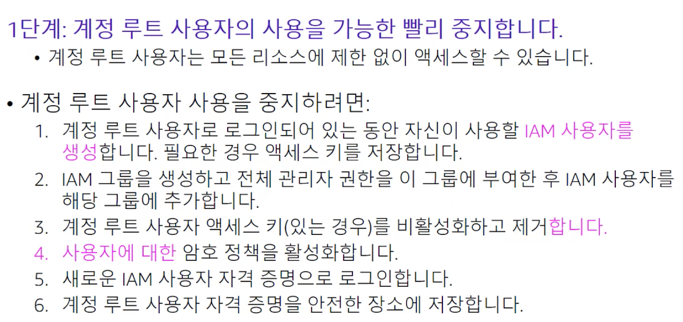 1단계: 계정 루트 사용자의 사용을 가능한 빨리 중지합니다.
• 계정 루트 사용자는 모든 리소스에 제한 없이 액세스할 수 있습니다.
• 계정 루트 사용자 사용을 중지하려면:
1. 계정 루트 사용자로 로그인되어 있는 동안 자신이 사용할 IAM 사용자를
생성합니다. 필요한 경우 액세스 키를 저장합니다.
2. IAM 그룹을 생성하고 전체 관리자 권한을 이 그룹에 부여한 후 IAM 사용자를
해당 그룹에 추가합니다.
3. 계정 루트 사용자 액세스 키(있는 경우)를 비활성화하고 제거합니다.
4. 사용자에 대한 암호 정책을 활성화합니다.
5. 새로운 IAM 사용자 자격 증명으로 로그인합니다.
6. 계정 루트 사용자 자격 증명을 안전한 장소에 저장합니다.